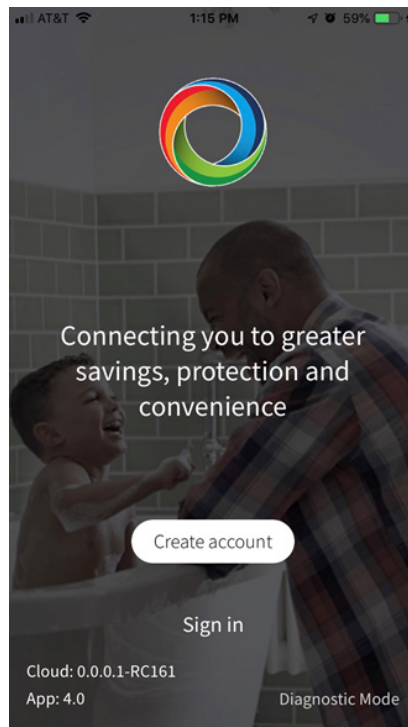 AT&T 1:15 PM 59%
Connecting you to greater
savings, protection and
convenience
Create account
Sign in
Cloud: 0.0.0.1-RC161
App: 4.0 Diagnostic Mode